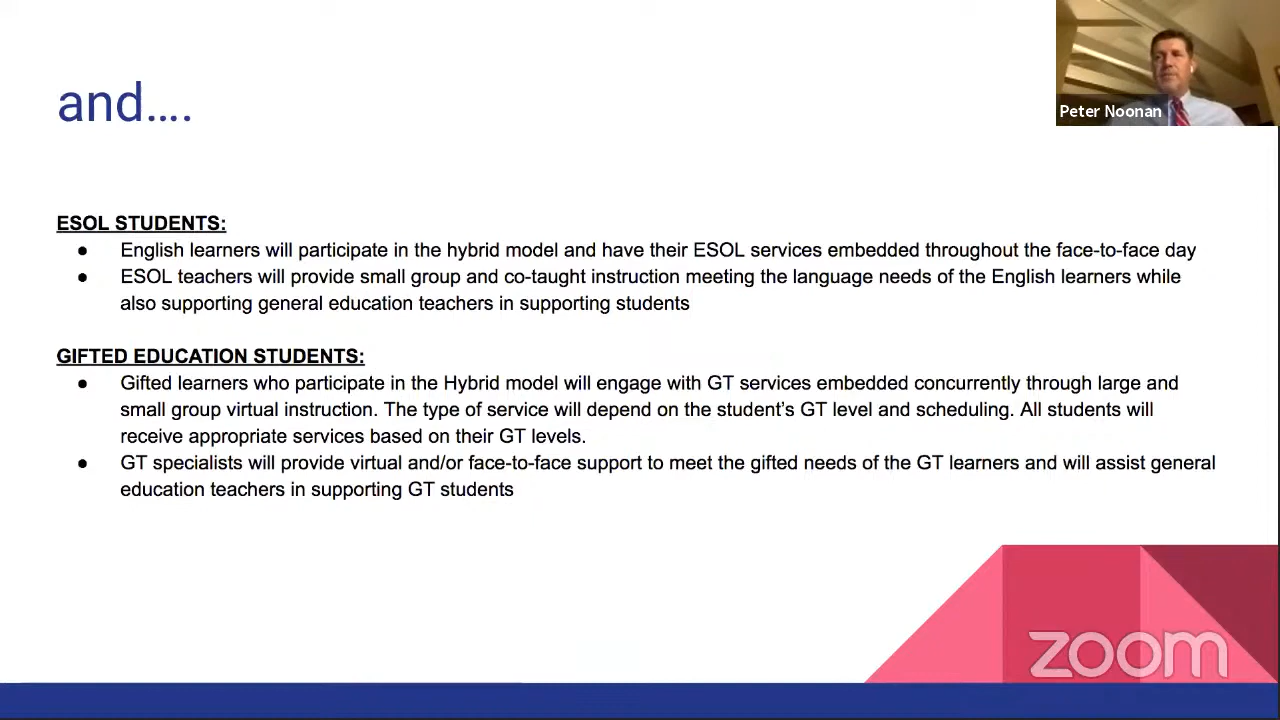 and....
Peter Noonan
ESOL STUDENTS:
● English learners will participate in the hybrid model and have their ESOL services embedded throughout the face-to-face day
● ESOL teachers will provide small group and co-taught instruction meeting the language needs of the English learners while
also supporting general education teachers in supporting students
GIFTED EDUCATION STUDENTS:
● Gifted learners who participate in the Hybrid model will engage with GT services embedded concurrently through large and
small group virtual instruction. The type of service will depend on the student’s GT level and scheduling. All students will
receive appropriate services based on their GT levels.
● GT specialists will provide virtual and/or face-to-face support to meet the gifted needs of the GT learners and will assist general
education teachers in supporting GT students
zoom